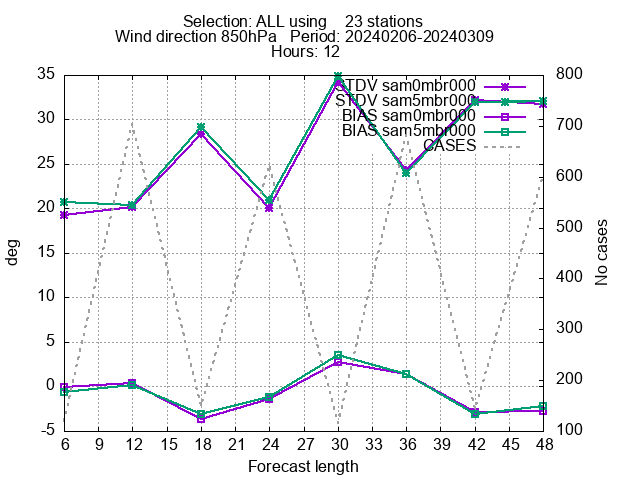 Selection: ALL using 23 stations
Wind direction 850hPa Period: 20240206-20240309
Hours: 12
STDV sam0mbr000
STDV sam5mbr000
BIAS sam0mbr000
BIAS sam5mbr000
CASES
35
30
25
20
15
10
5
0
-5
deg
800
700
600
500
400
300
200
100
No cases
6 9 12 15 18 21 24 27 30 33 36 39 42 45 48
Forecast length